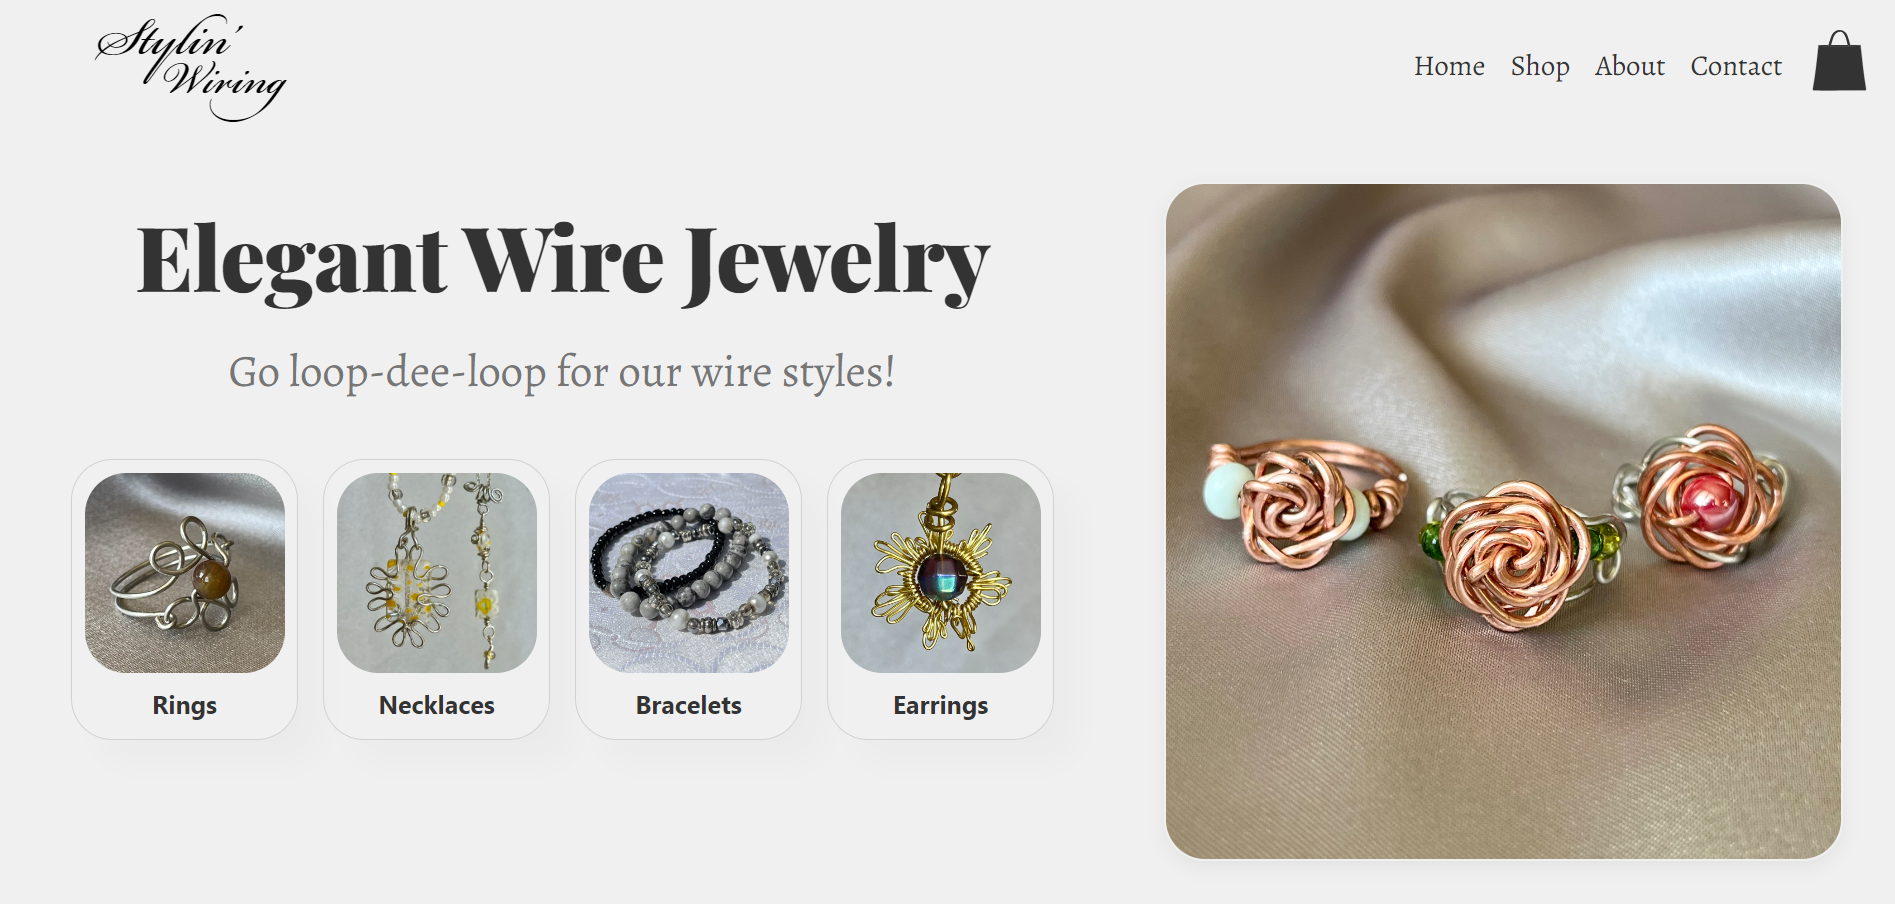 Stylin'
Wiring
Home Shop About Contact
Elegant Wire Jewelry
Go loop-dee-loop for our wire styles!
Rings Necklaces Bracelets Earrings